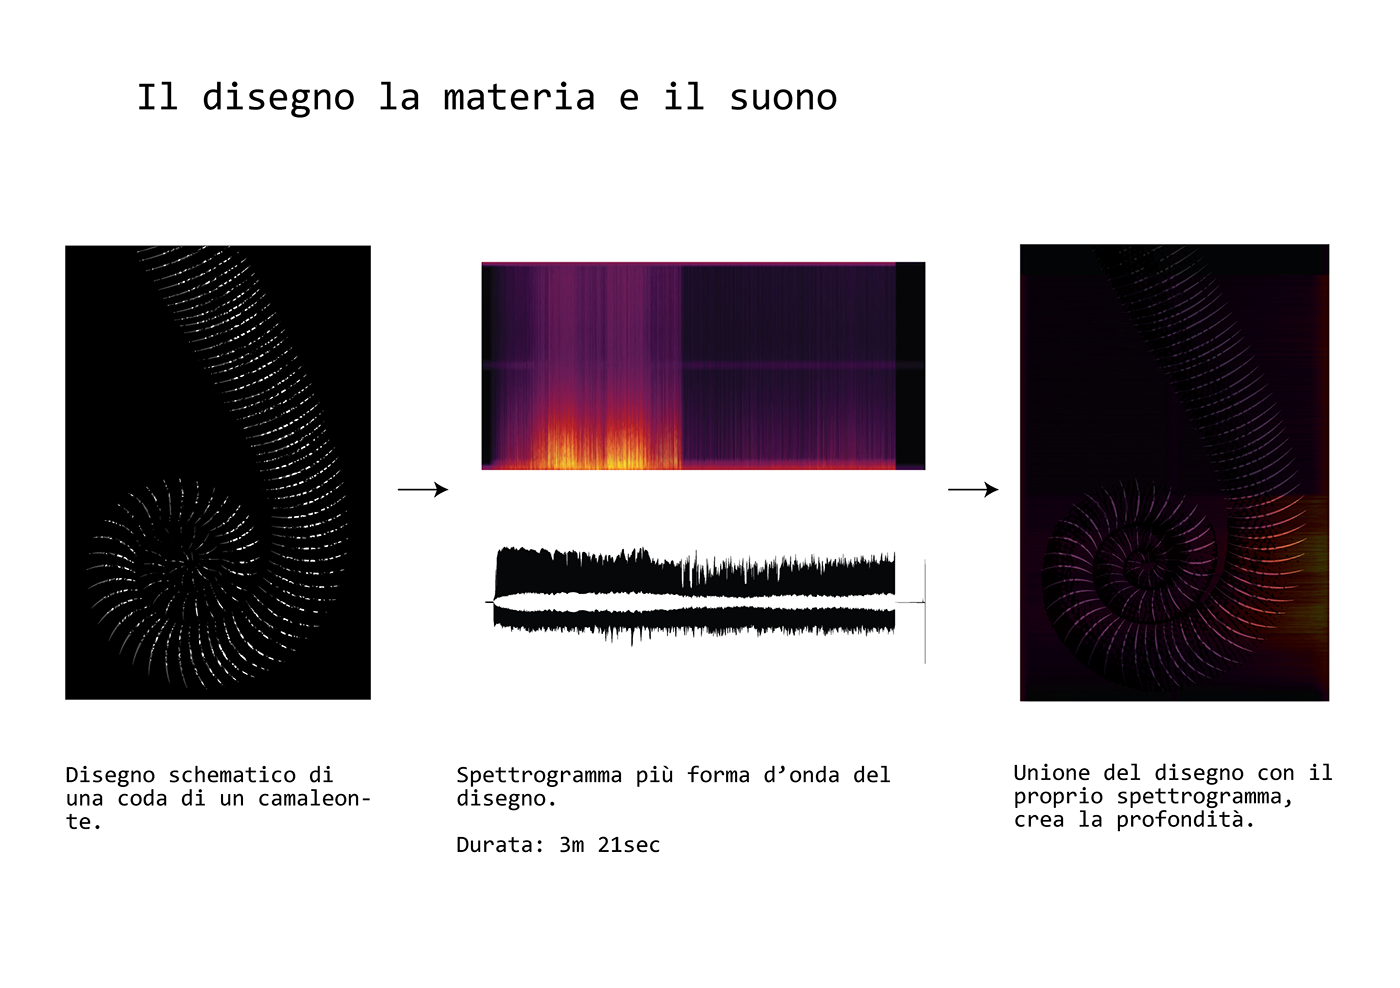 Il disegno la materia e il suono
Disegno schematico di
una coda di un camaleon-
te.
Spettrogramma più forma d’onda del
disegno.
Durata: 3m 21sec
Unione del disegno con il
proprio spettrogramma,
crea la profondità.